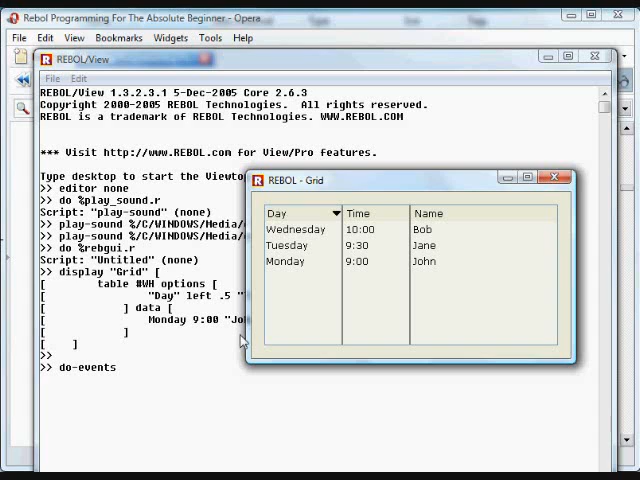 Rebol Programming For The Absolute Beginner - Opera
File Edit View Bookmarks Widgets Tools Help
REBOL/View
File Edit
REBOL/View 1.3.2.3.1 5-Dec-2005 Core 2.6.3
Copyright 2000-2005 REBOL Technologies. All rights reserved.
REBOL is a trademark of REBOL Technologies. WWW.REBOL.COM
*** Visit http://www.REBOL.com for View/Pro features.
Type desktop to start the Viewtop
>> editor none
>> do %play_sound.r
Script: "play-sound" (none)
>> play-sound %/C/WINDOWS/Media/
>> play-sound %/C/WINDOWS/Media/
>> do %rebgui.r
Script: "Untitled" (none)
>> display "Grid" [
[ table #WH options [
[ "Day" left .5 "
[ ] data [
[ Monday 9:00 "Jo
[ ]
[ ]
>>
>> do-events
REBOL - Grid
Day Time Name
Wednesday 10:00 Bob
Tuesday 9:30 Jane
Monday 9:00 John